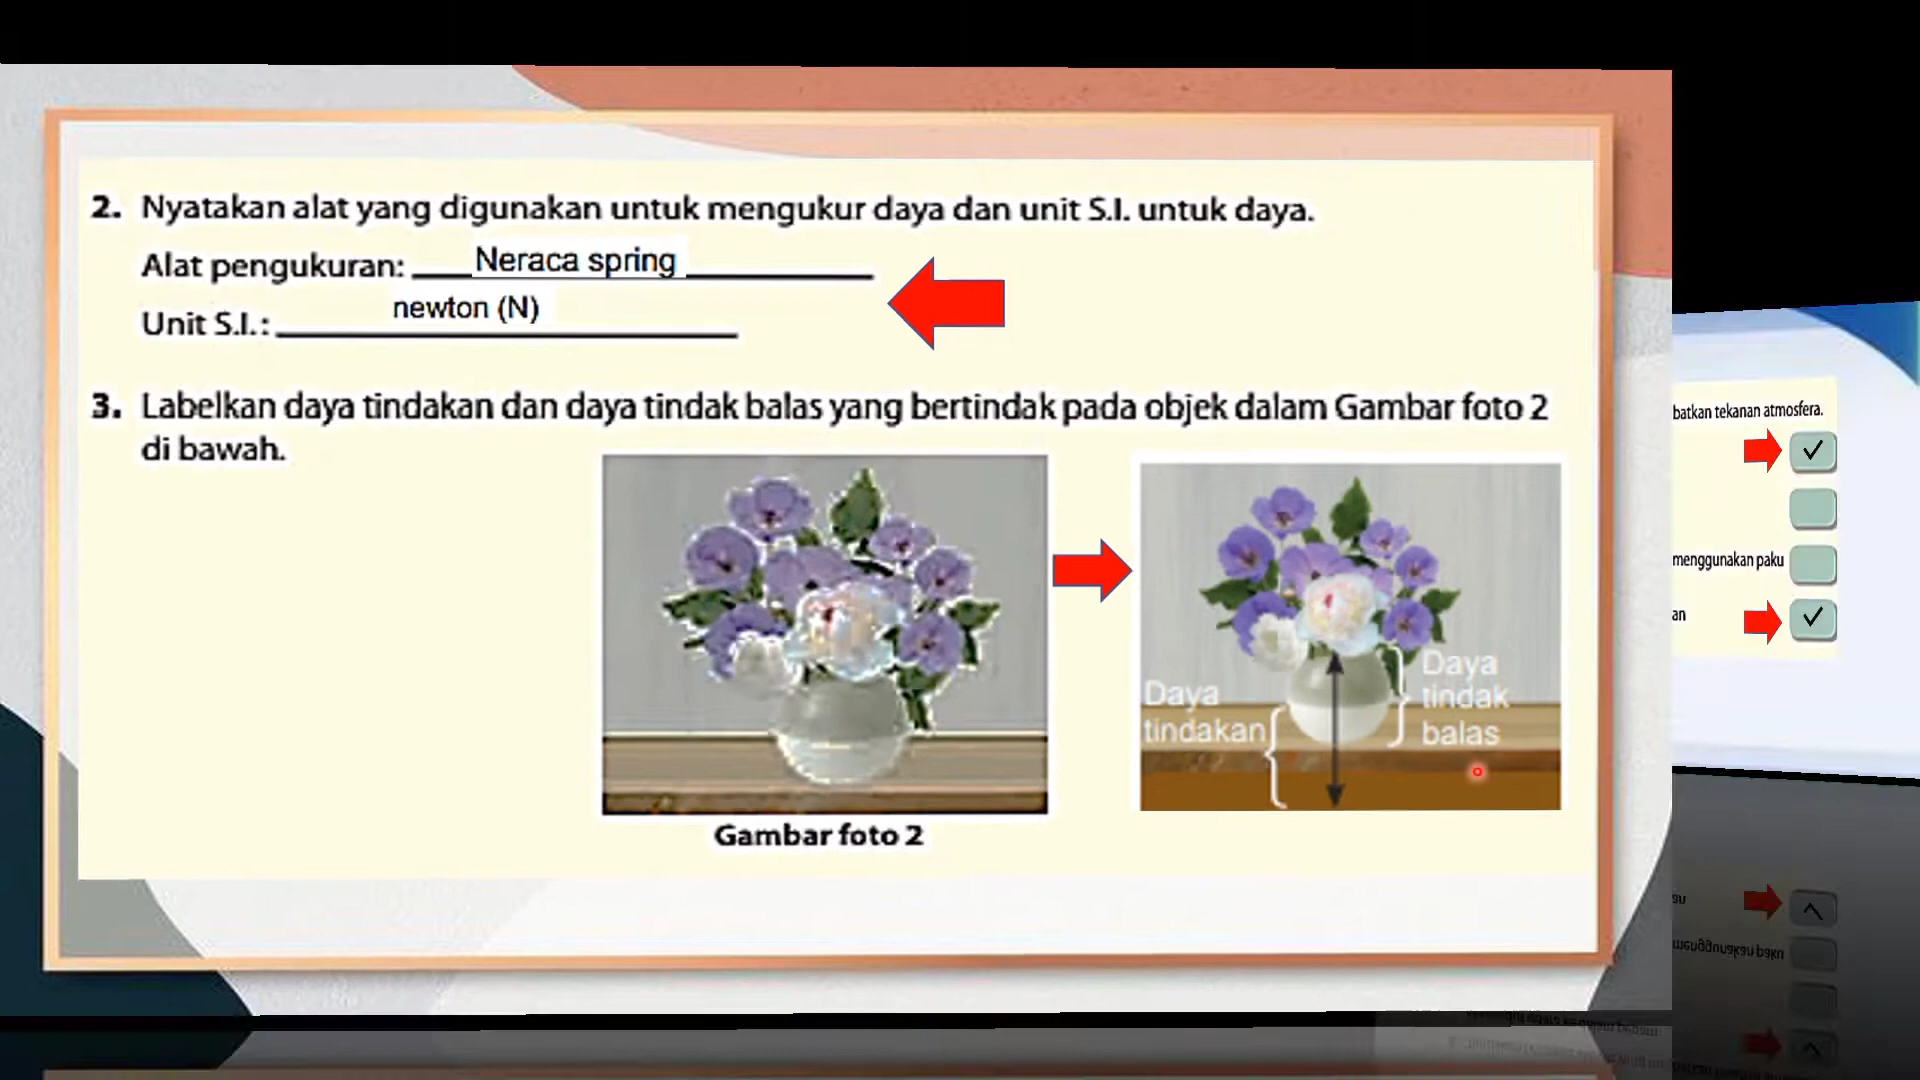 2. Nyatakan alat yang digunakan untuk mengukur daya dan unit S.I. untuk daya.
Alat pengukuran: Neraca spring
Unit S.I.: newton (N)
3. Labelkan daya tindakan dan daya tindak balas yang bertindak pada objek dalam Gambar foto 2
di bawah.
Daya
tindakan
Daya
tindak
balas
Gambar foto 2
batkan tekanan atmosfera.
menggunakan paku
an